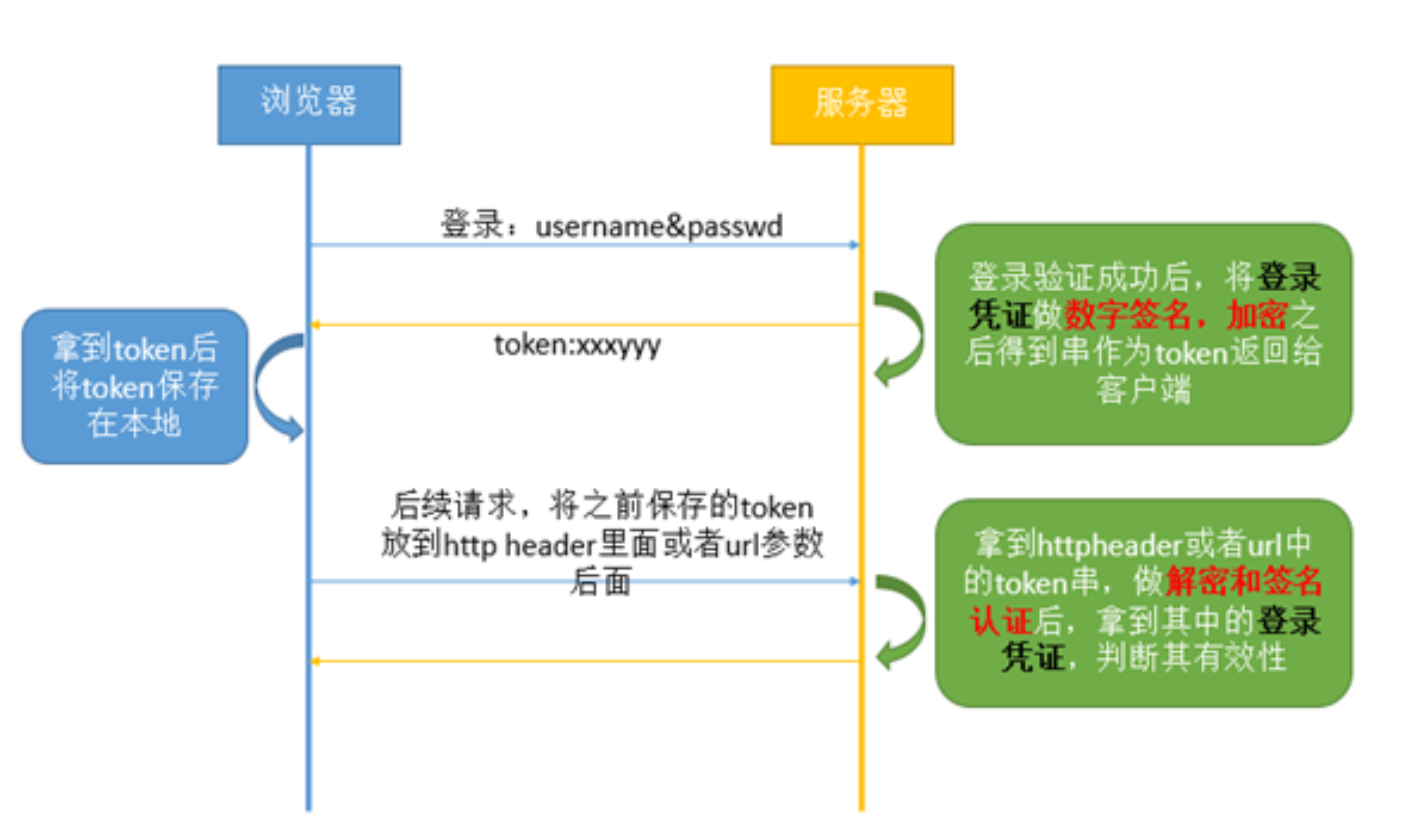 浏览器
服务器
登录：username&passwd
登录验证成功后，将登录
凭证做数字签名，加密之
后得到串作为token返回给
客户端
token:xxxyyy
拿到token后
将token保存
在本地
后续请求，将之前保存的token
放到http header里面或者url参数
后面
拿到httpheader或者url中
的token串，做解密和签名
认证后，拿到其中的登录
凭证，判断其有效性